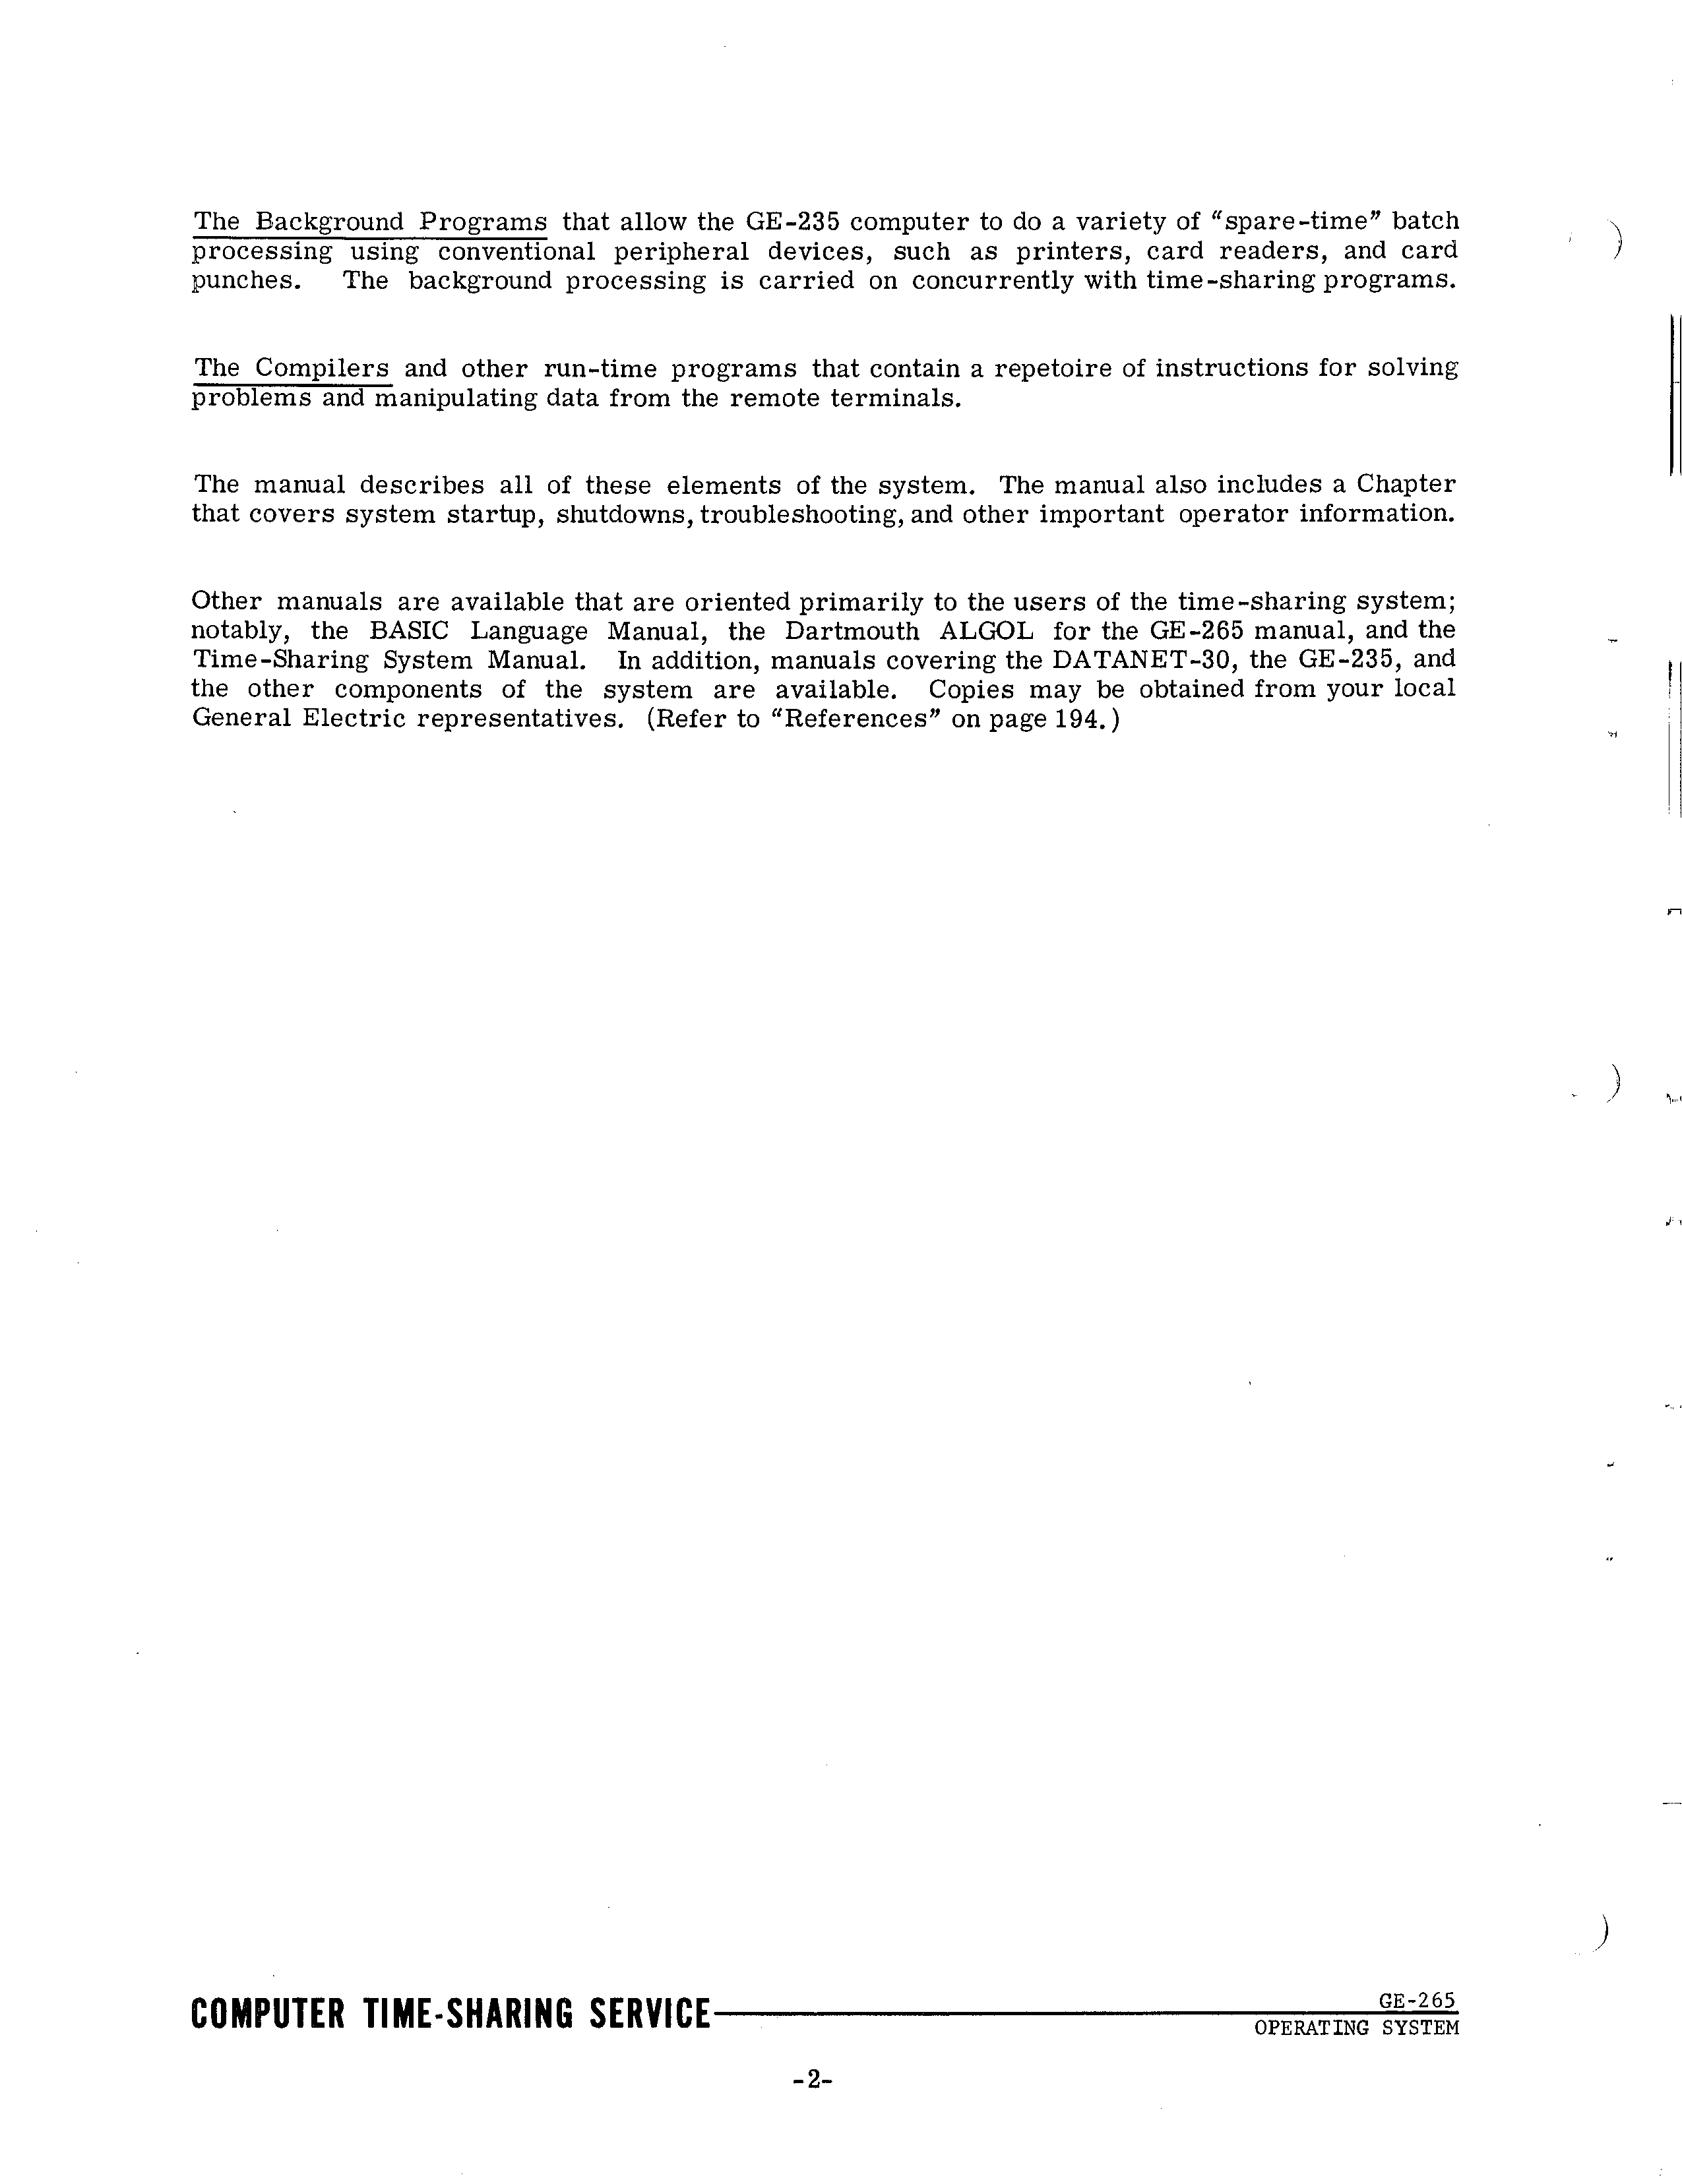 The Background Programs that allow the GE-235 computer to do a variety of “spare-time” batch
processing using conventional peripheral devices, such as printers, card readers, and card
punches. The background processing is carried on concurrently with time-sharing programs.
The Compilers and other run-time programs that contain a repetoire of instructions for solving
problems and manipulating data from the remote terminals.
The manual describes all of these elements of the system. The manual also includes a Chapter
that covers system startup, shutdowns, troubleshooting, and other important operator information.
Other manuals are available that are oriented primarily to the users of the time-sharing system;
notably, the BASIC Language Manual, the Dartmouth ALGOL for the GE-265 manual, and the
Time-Sharing System Manual. In addition, manuals covering the DATANET-30, the GE-235, and
the other components of the system are available. Copies may be obtained from your local
General Electric representatives. (Refer to “References” on page 194.)
COMPUTER TIME-SHARING SERVICE
GE-265
OPERATING SYSTEM
-2-